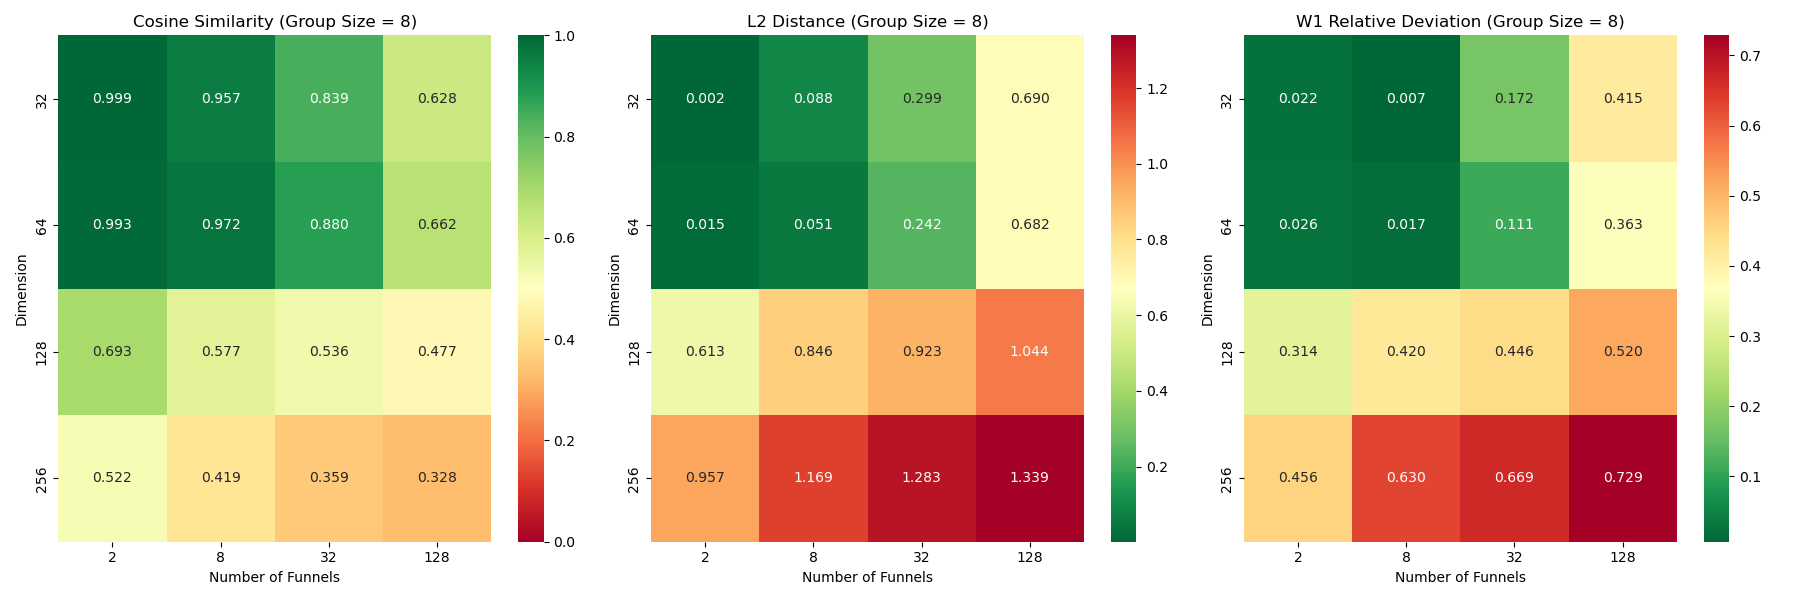 Cosine Similarity (Group Size = 8)
32
64
128
256
Dimension
0.999 0.957 0.839 0.628
0.993 0.972 0.880 0.662
0.693 0.577 0.536 0.477
0.522 0.419 0.359 0.328
2 8 32 128
Number of Funnels
1.0
0.8
0.6
0.4
0.2
0.0
L2 Distance (Group Size = 8)
32
64
128
256
Dimension
0.002 0.088 0.299 0.690
0.015 0.051 0.242 0.682
0.613 0.846 0.923 1.044
0.957 1.169 1.283 1.339
2 8 32 128
Number of Funnels
1.2
1.0
0.8
0.6
0.4
0.2
W1 Relative Deviation (Group Size = 8)
32
64
128
256
Dimension
0.022 0.007 0.172 0.415
0.026 0.017 0.111 0.363
0.314 0.420 0.446 0.520
0.456 0.630 0.669 0.729
2 8 32 128
Number of Funnels
0.7
0.6
0.5
0.4
0.3
0.2
0.1